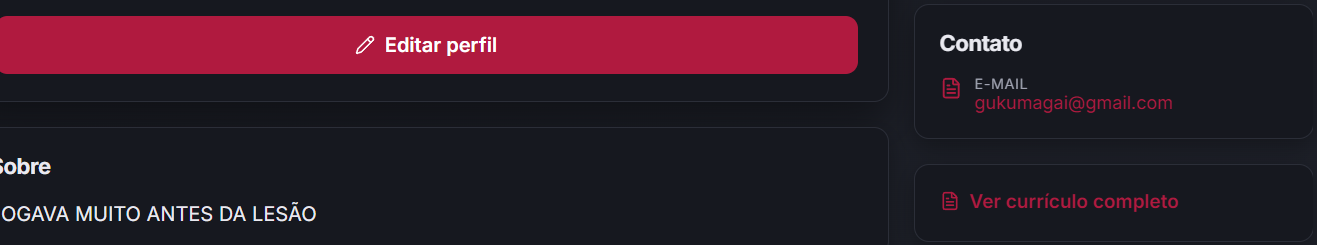 Editar perfil
Sobre
OGAVA MUITO ANTES DA LESÃO
Contato
E-MAIL
gukumagai@gmail.com
Ver currículo completo